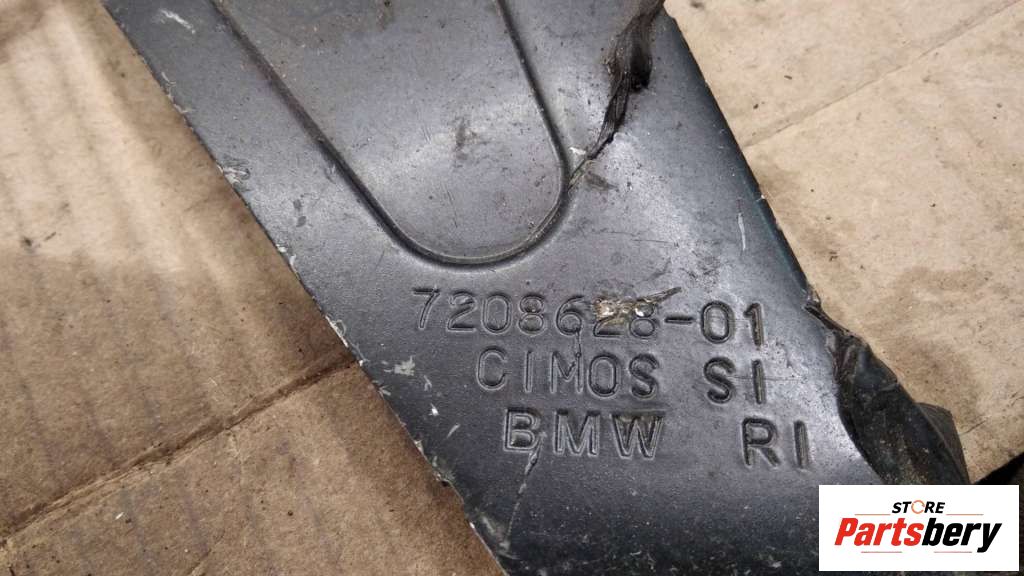 7208628-01
CIMOS SI
BMW RI
STORE
Partsbery